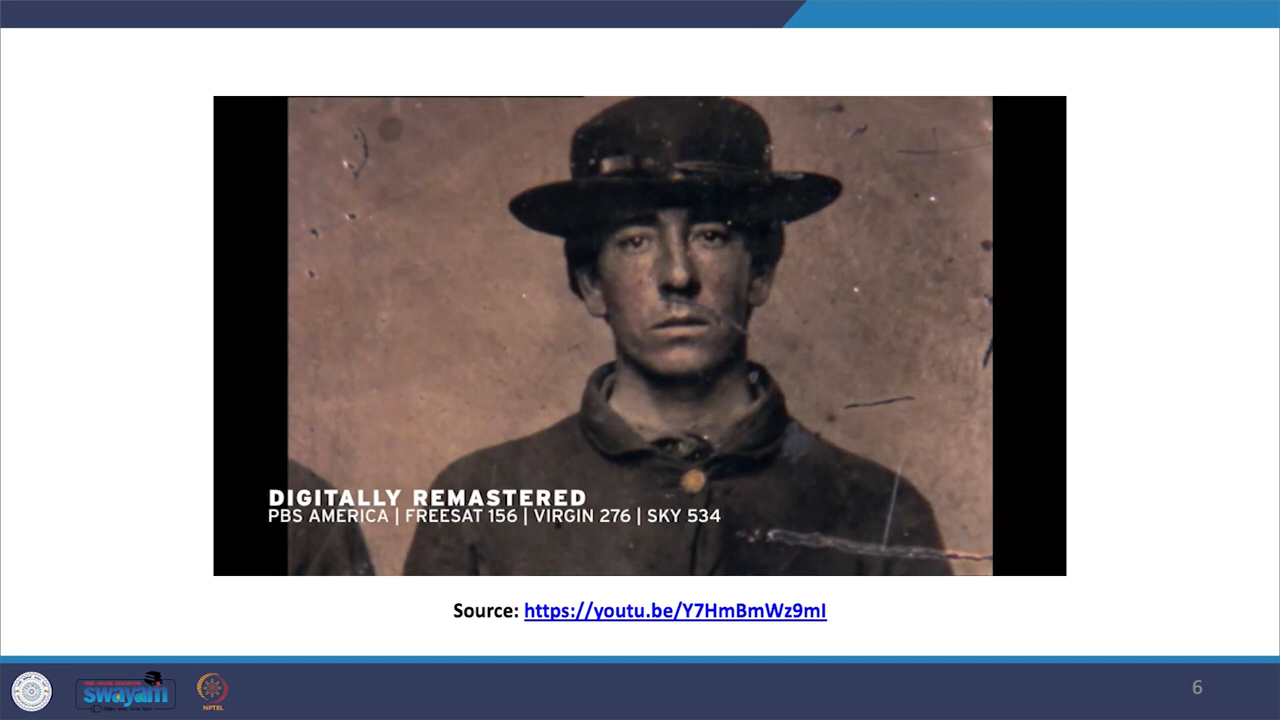 DIGITALLY REMASTERED
PBS AMERICA | FREESAT 156 | VIRGIN 276 | SKY 534
Source: https://youtu.be/Y7HmBmWz9mI
swayam
NPTEL
6